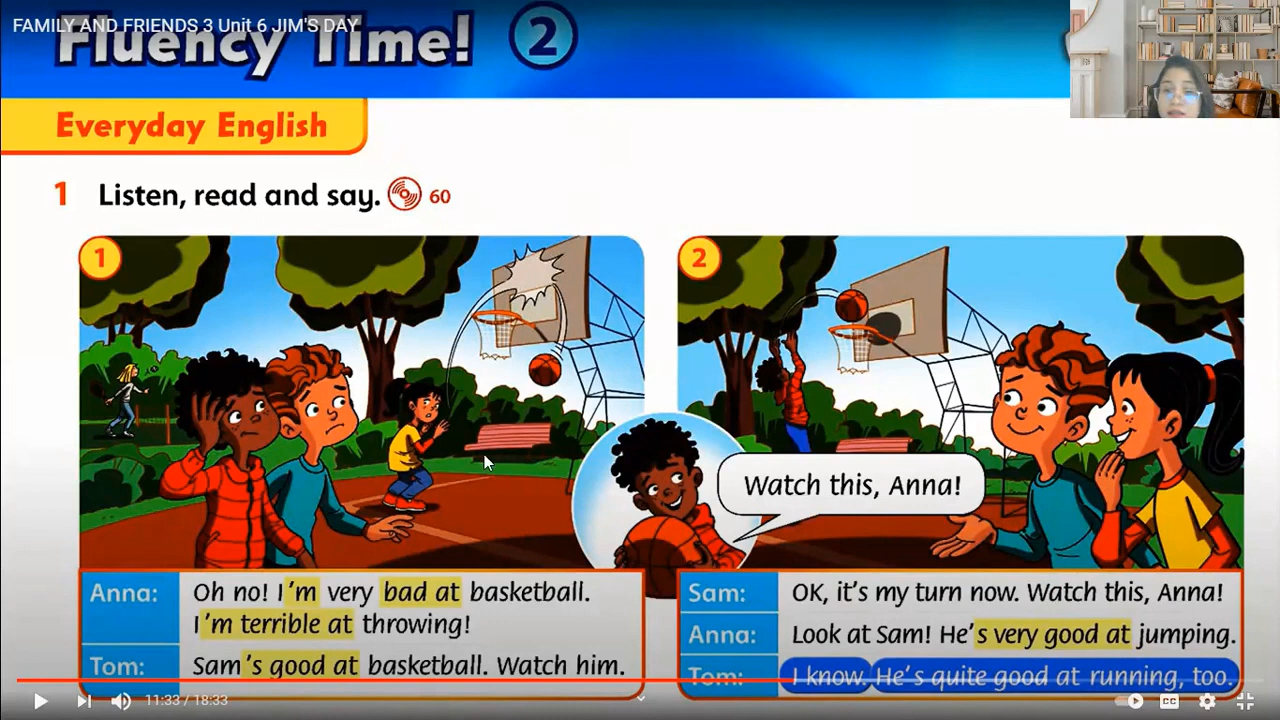 FAMILY AND FRIENDS 3 Unit 6 JIM'S DAY
Fluency Time! 2
Everyday English
1 Listen, read and say. 60
1
2
Watch this, Anna!
Anna: Oh no! I'm very bad at basketball.
I'm terrible at throwing!
Tom: Sam's good at basketball. Watch him.
Sam: OK, it's my turn now. Watch this, Anna!
Anna: Look at Sam! He's very good at jumping.
Tom: I know. He's quite good at running, too.
11:33 / 18:33
CC